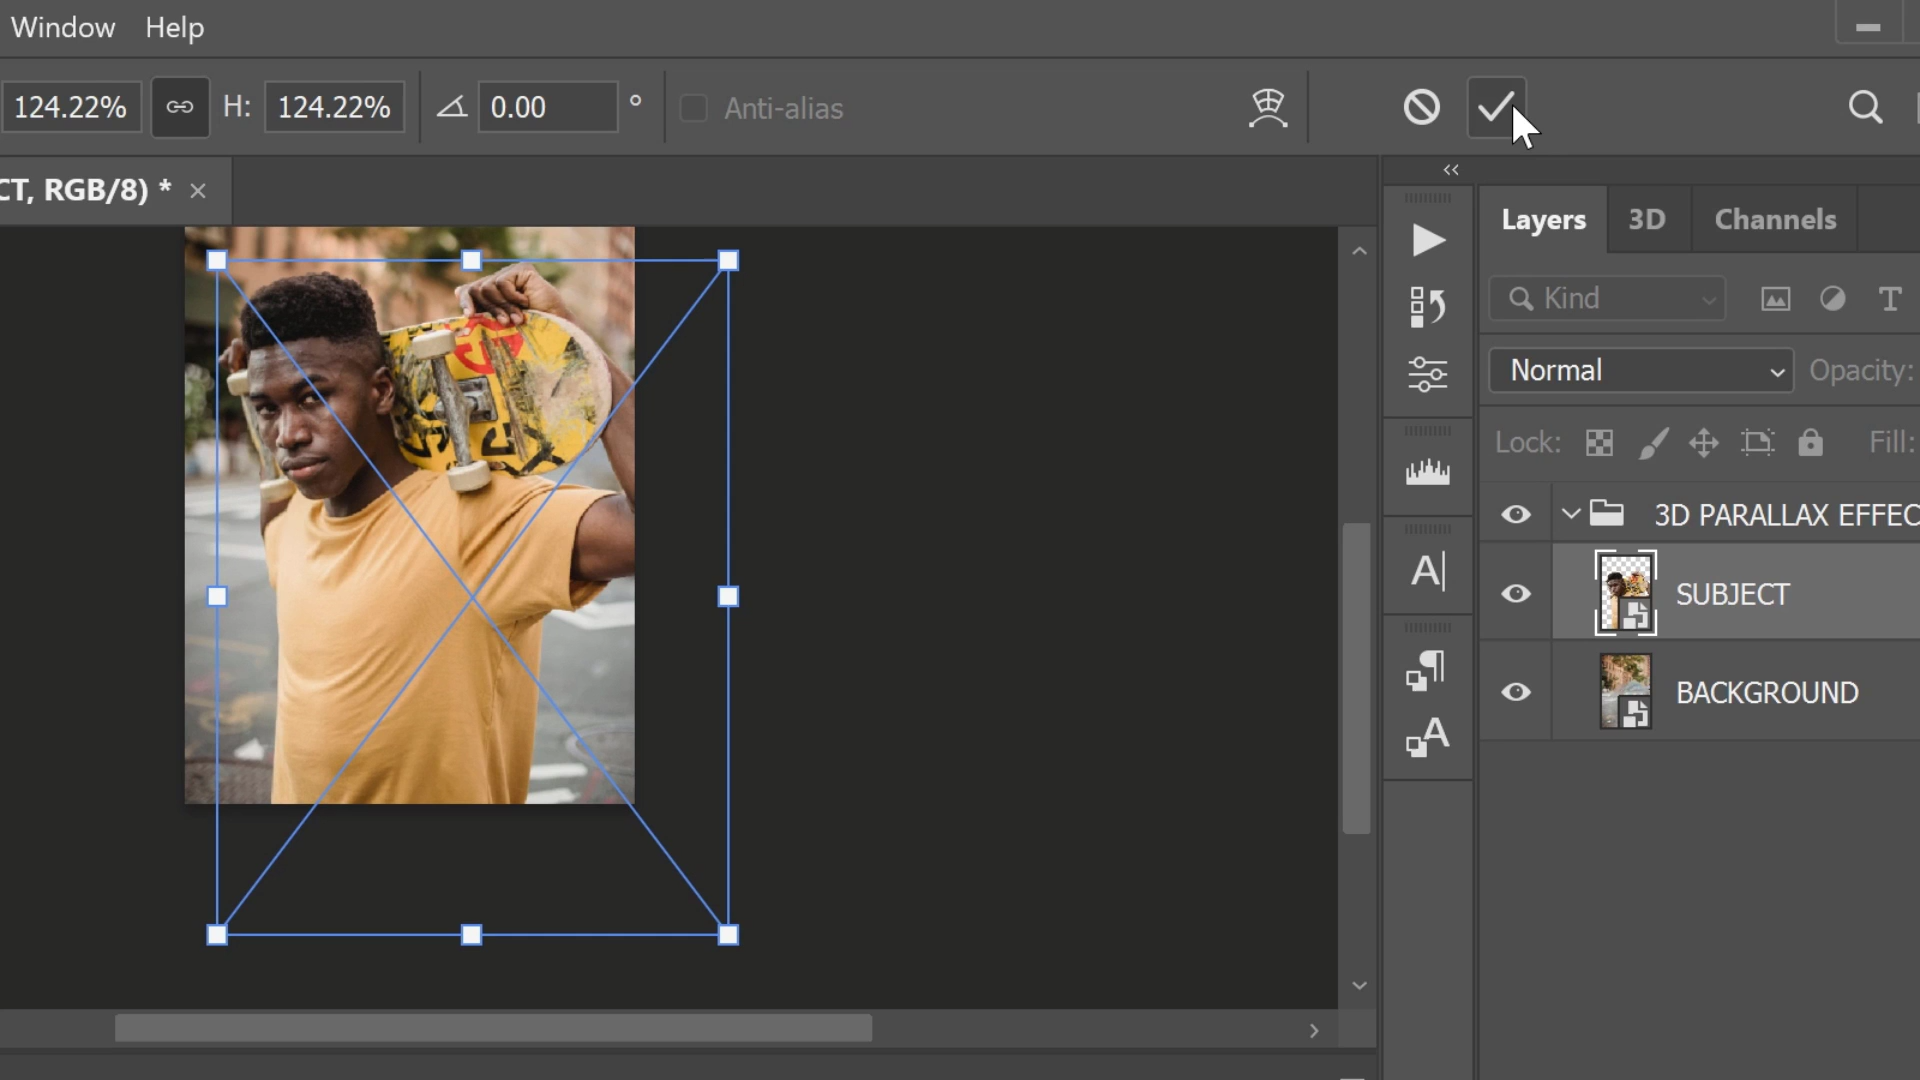 Window Help
124.22% H: 124.22% 0.00 ° Anti-alias
CT, RGB/8) * ×
Layers 3D Channels
Kind
Normal Opacity:
Lock: Fill:
3D PARALLAX EFFEC
SUBJECT
BACKGROUND